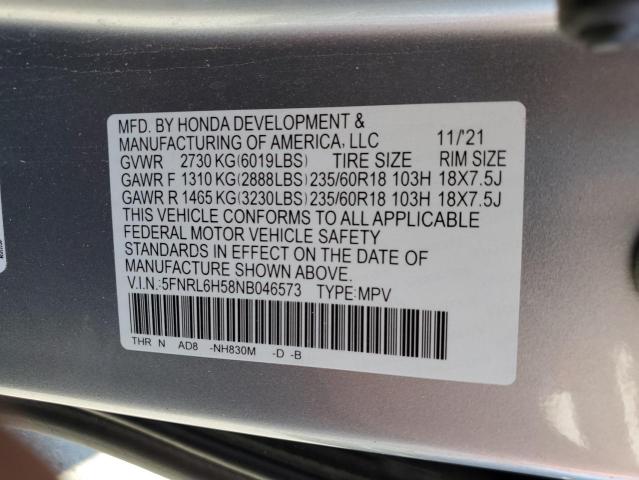 MFD. BY HONDA DEVELOPMENT &
MANUFACTURING OF AMERICA, LLC 11/'21
GVWR 2730 KG(6019LBS) TIRE SIZE RIM SIZE
GAWR F 1310 KG(2888LBS) 235/60R18 103H 18X7.5J
GAWR R 1465 KG(3230LBS) 235/60R18 103H 18X7.5J
THIS VEHICLE CONFORMS TO ALL APPLICABLE
FEDERAL MOTOR VEHICLE SAFETY
STANDARDS IN EFFECT ON THE DATE OF
MANUFACTURE SHOWN ABOVE.
V.I.N.:5FNRL6H58NB046573 TYPE:MPV
THR N AD8 -NH830M -D -B